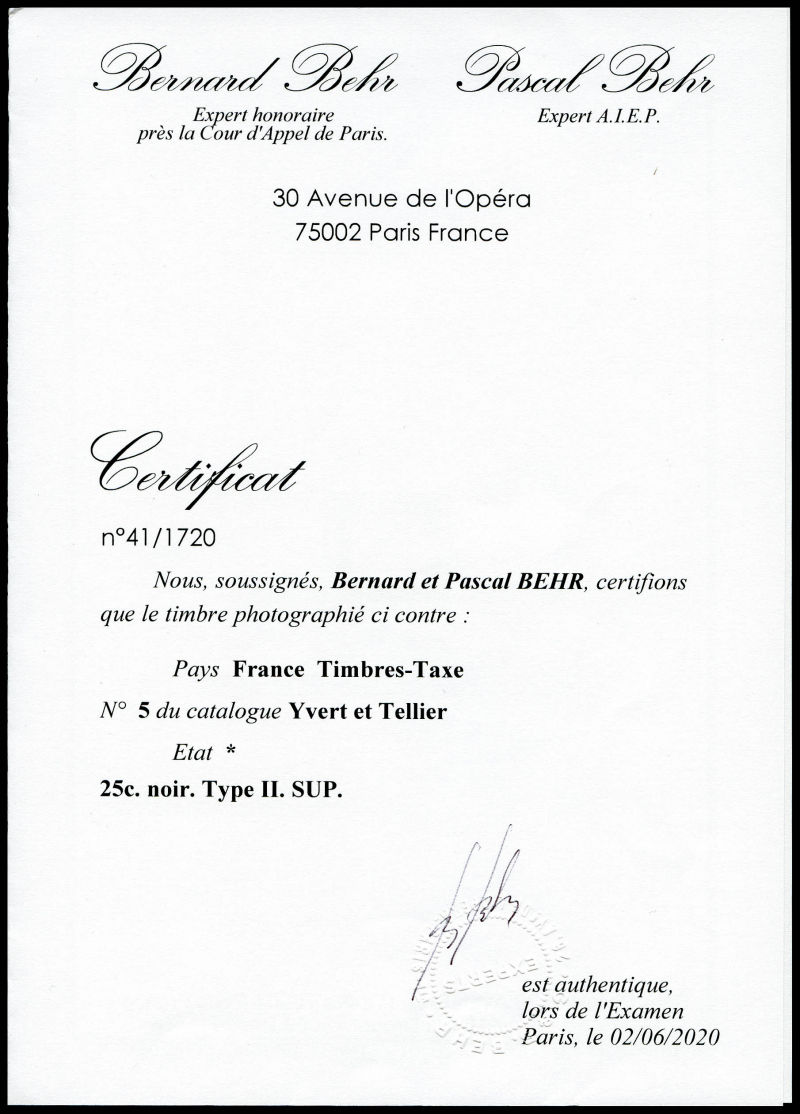 Bernard Behr
Expert honoraire
près la Cour d'Appel de Paris.
Pascal Behr
Expert A.I.E.P.
30 Avenue de l'Opéra
75002 Paris France
Certificat
n°41/1720
Nous, soussignés, Bernard et Pascal BEHR, certifions
que le timbre photographié ci contre :
Pays France Timbres-Taxe
N° 5 du catalogue Yvert et Tellier
Etat *
25c. noir. Type II. SUP.
EXPERTS
BEHR
est authentique,
lors de l'Examen
Paris, le 02/06/2020